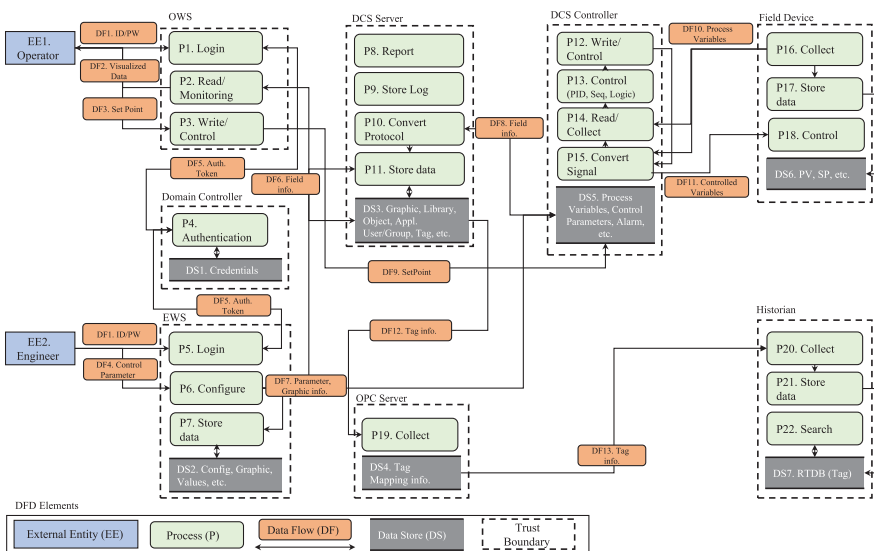 OWS
DCS Server
DCS Controller
Field Device
EE1.
Operator
DF1. ID/PW
DF2. Visualized
Data
DF3. Set Point
P1. Login
P2. Read/
Monitoring
P3. Write/
Control
DF5. Auth.
Token
DF6. Field
info.
P8. Report
P9. Store Log
P10. Convert
Protocol
P11. Store data
DS3. Graphic, Library,
Object, Appl.
User/Group, Tag, etc.
DF8. Field
info.
P12. Write/
Control
P13. Control
(PID, Seq, Logic)
P14. Read/
Collect
P15. Convert
Signal
DS5. Process
Variables, Control
Parameters, Alarm,
etc.
DF10. Process
Variables
DF11. Controlled
Variables
P16. Collect
P17. Store
data
P18. Control
DS6. PV, SP, etc.
Domain Controller
P4.
Authentication
DS1. Credentials
DF9. SetPoint
DF5. Auth.
Token
EWS
EE2.
Engineer
DF1. ID/PW
DF4. Control
Parameter
P5. Login
P6. Configure
P7. Store
data
DS2. Config, Graphic,
Values, etc.
DF7. Parameter,
Graphic info.
DF12. Tag info.
OPC Server
P19. Collect
DS4. Tag
Mapping info.
DF13. Tag
info.
Historian
P20. Collect
P21. Store
data
P22. Search
DS7. RTDB (Tag)
DFD Elements
External Entity (EE)
Process (P)
Data Flow (DF)
Data Store (DS)
Trust
Boundary